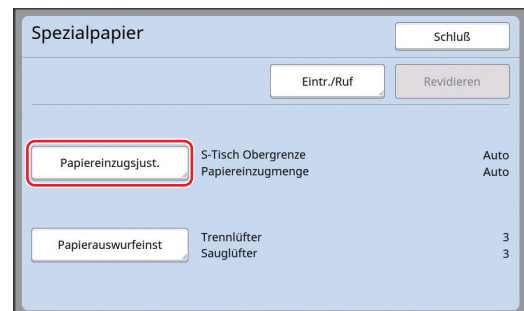 Spezialpapier
Schluß
Eintr./Ruf
Revidieren
Papiereinzugsjust.
S-Tisch Obergrenze Auto
Papiereinzugmenge Auto
Papierauswurfeinst
Trennlüfter 3
Sauglüfter 3